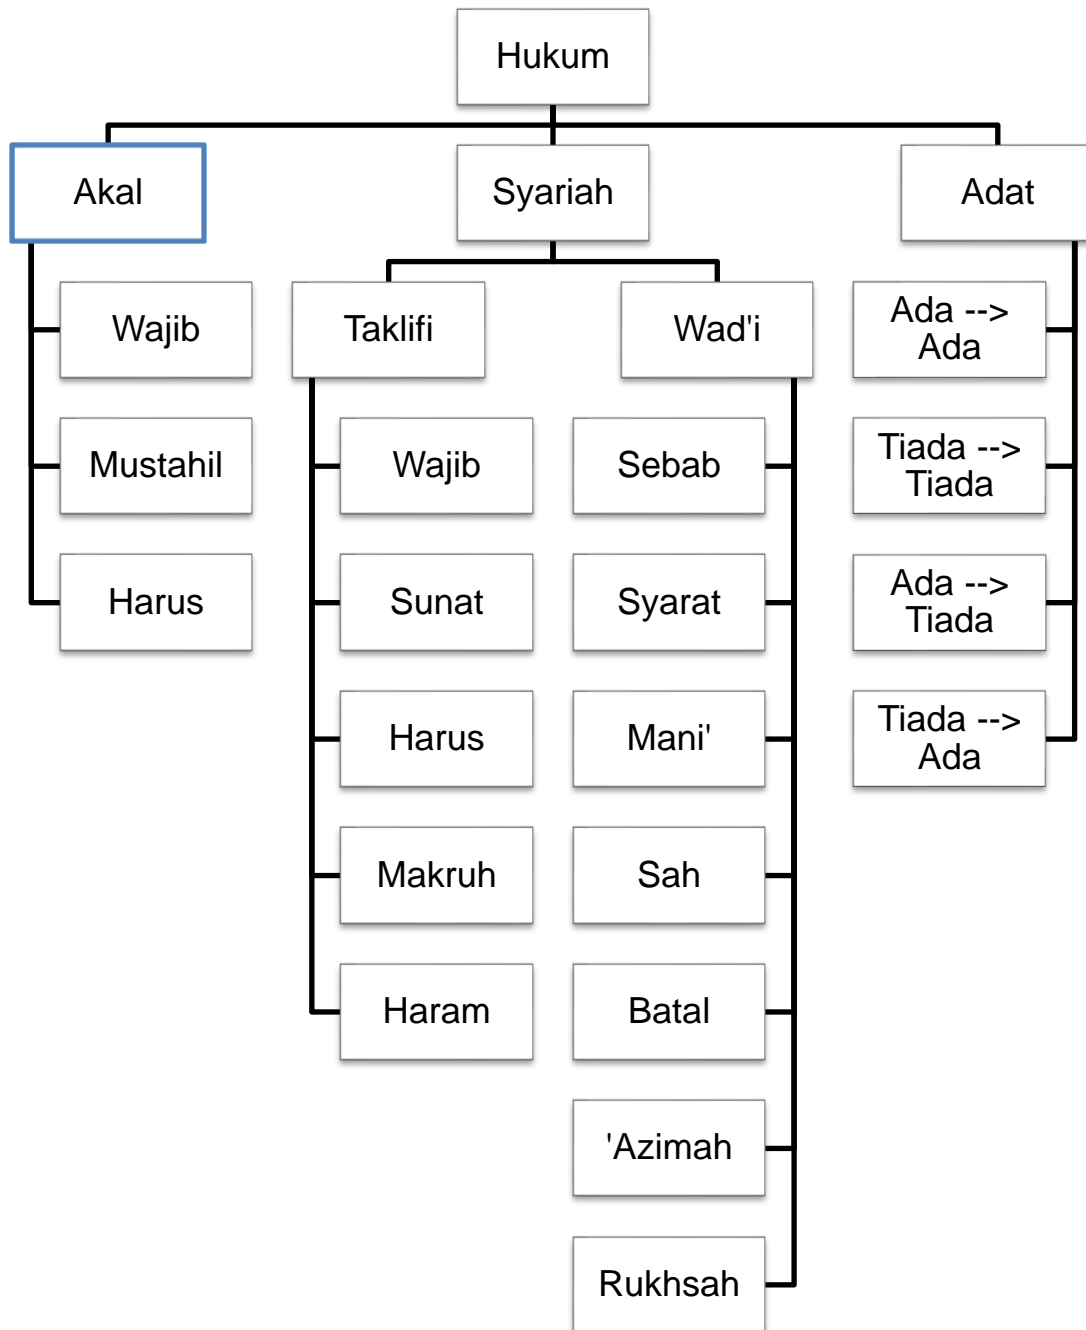 Hukum
Akal
Syariah
Adat
Wajib
Mustahil
Harus
Taklifi
Wajib
Sunat
Harus
Makruh
Haram
Wad'i
Sebab
Syarat
Mani'
Sah
Batal
'Azimah
Rukhsah
Ada -->
Ada
Tiada -->
Tiada
Ada -->
Tiada
Tiada -->
Ada